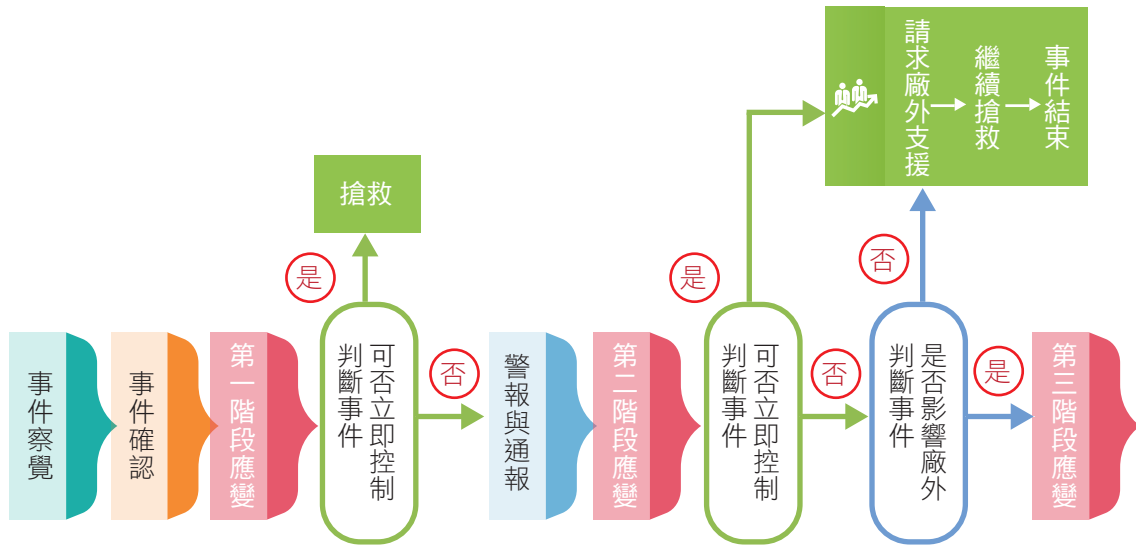 請求廠外支援
繼續搶救
事件結束
搶救
是
是
否
事件察覺
事件確認
第一階段應變
判斷事件
可否立即控制
否
警報與通報
第二階段應變
判斷事件
可否立即控制
否
判斷事件
是否影響廠外
是
第三階段應變